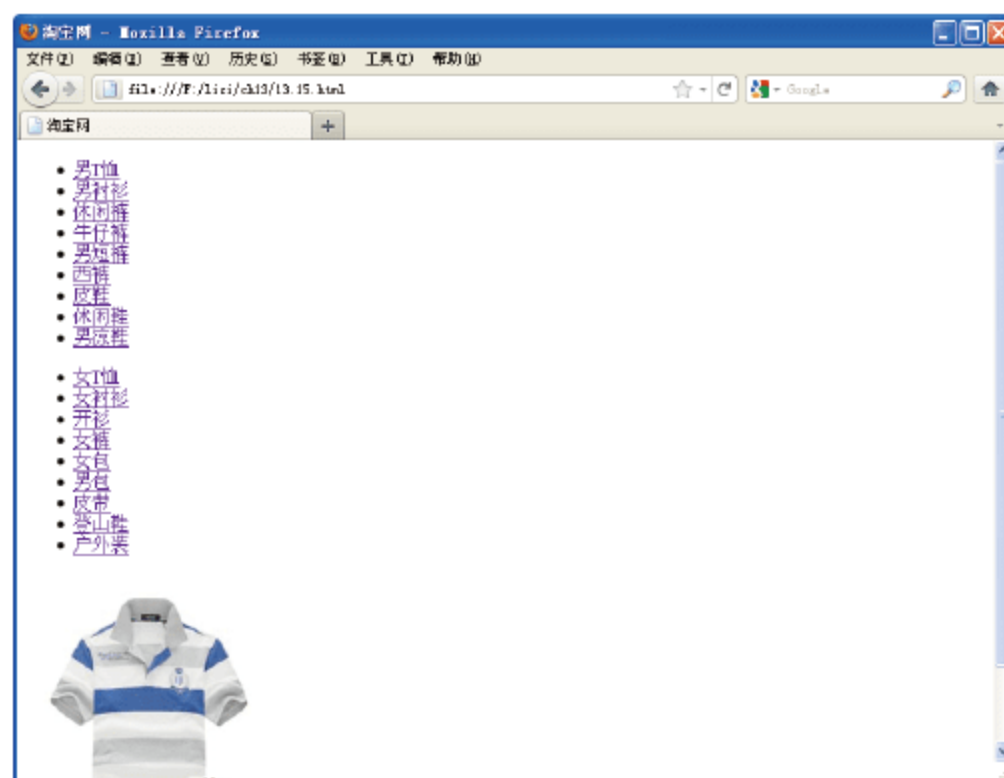 淘宝网 - Mozilla Firefox
文件(F) 编辑(E) 查看(V) 历史(S) 书签(B) 工具(T) 帮助(H)
file:///F:/lici/ch13/13.15.html Google
淘宝网
男T恤
男衬衫
休闲裤
牛仔裤
男短裤
西裤
皮鞋
休闲鞋
男凉鞋
女T恤
女衬衫
开衫
女裤
女包
男包
皮带
登山鞋
户外装